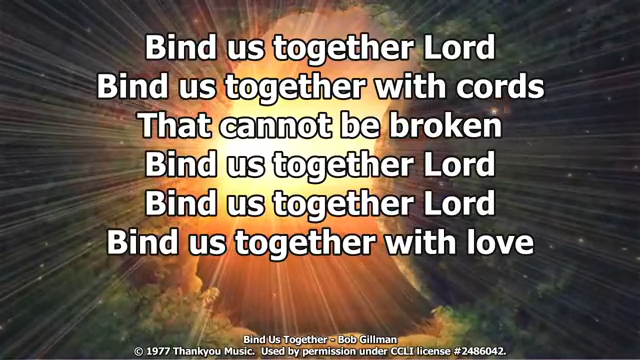 Bind us together Lord
Bind us together with cords
That cannot be broken
Bind us together Lord
Bind us together Lord
Bind us together with love
Bind Us Together - Bob Gillman
© 1977 Thankyou Music.  Used by permission under CCLI license #2486042.